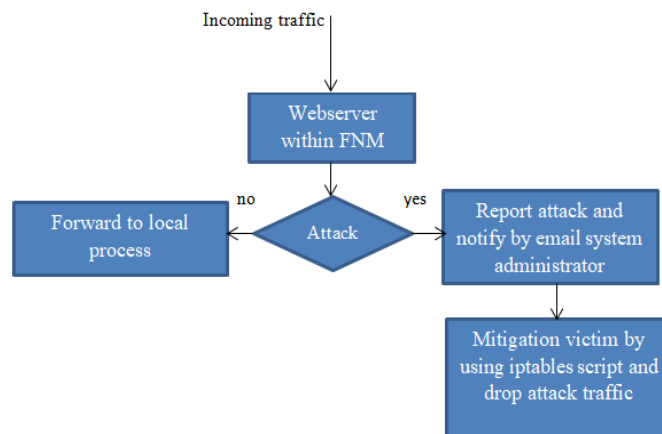 Incoming traffic
Webserver
within FNM
no
yes
Forward to local
process
Attack
Report attack and
notify by email system
administrator
Mitigation victim by
using iptables script and
drop attack traffic